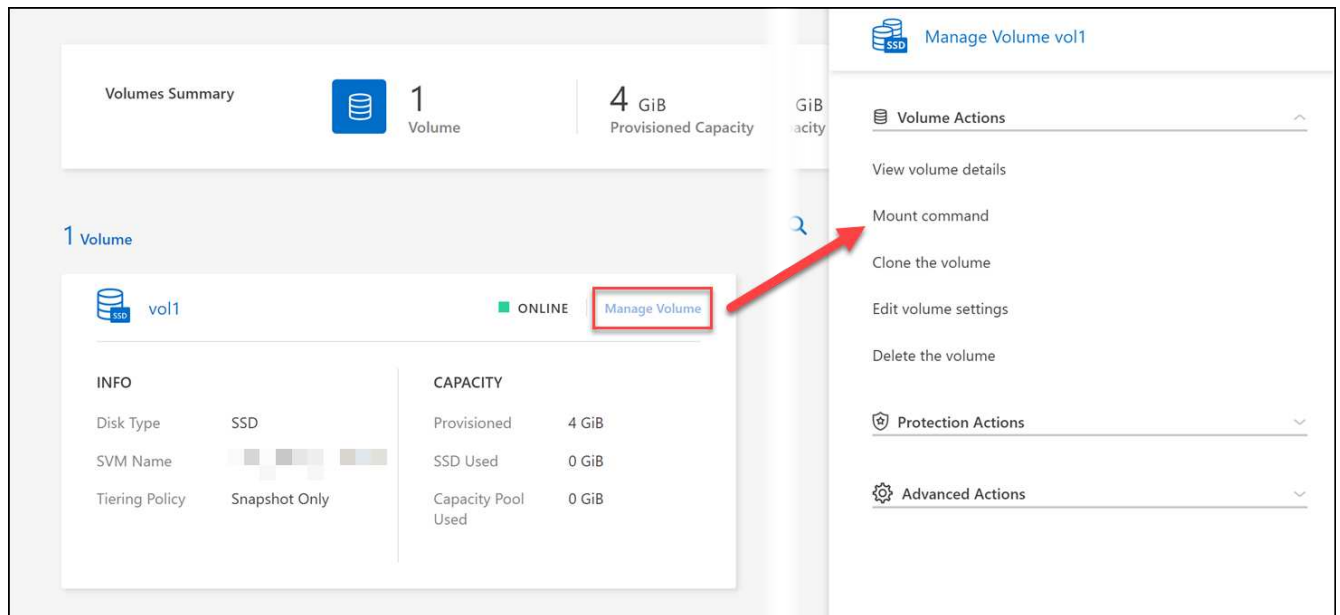 Volumes Summary
1
Volume
4 GiB
Provisioned Capacity
GiB
acity
1 Volume
SSD
vol1
ONLINE
Manage Volume
INFO
Disk Type SSD
SVM Name
Tiering Policy Snapshot Only
CAPACITY
Provisioned 4 GiB
SSD Used 0 GiB
Capacity Pool 0 GiB
Used
SSD
Manage Volume vol1
Volume Actions
View volume details
Mount command
Clone the volume
Edit volume settings
Delete the volume
Protection Actions
Advanced Actions